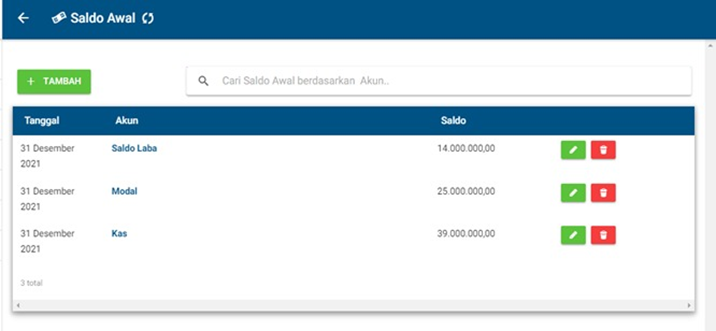 Saldo Awal
+ TAMBAH
Cari Saldo Awal berdasarkan Akun..
Tanggal Akun Saldo
31 Desember 2021 Saldo Laba 14.000.000,00
31 Desember 2021 Modal 25.000.000,00
31 Desember 2021 Kas 39.000.000,00
3 total